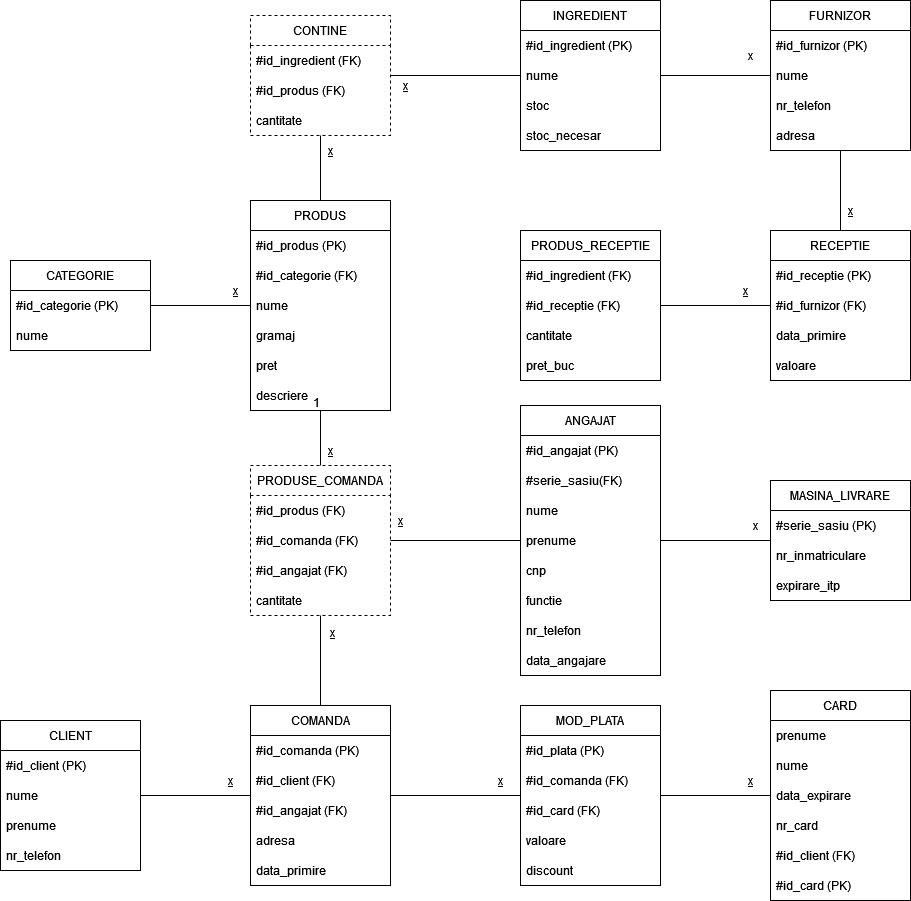 CONTINE
#id_ingredient (FK)
#id_produs (FK)
cantitate
x
x
INGREDIENT
#id_ingredient (PK)
nume
stoc
stoc_necesar
x
FURNIZOR
#id_furnizor (PK)
nume
nr_telefon
adresa
x
CATEGORIE
#id_categorie (PK)
nume
x
PRODUS
#id_produs (PK)
#id_categorie (FK)
nume
gramaj
pret
descriere
1
x
PRODUS_RECEPTIE
#id_ingredient (FK)
#id_receptie (FK)
cantitate
pret_buc
x
RECEPTIE
#id_receptie (PK)
#id_furnizor (FK)
data_primire
valoare
PRODUSE_COMANDA
#id_produs (FK)
#id_comanda (FK)
#id_angajat (FK)
cantitate
x
x
ANGAJAT
#id_angajat (PK)
#serie_sasiu(FK)
nume
prenume
cnp
functie
nr_telefon
data_angajare
x
MASINA_LIVRARE
#serie_sasiu (PK)
nr_inmatriculare
expirare_itp
CLIENT
#id_client (PK)
nume
prenume
nr_telefon
x
COMANDA
#id_comanda (PK)
#id_client (FK)
#id_angajat (FK)
adresa
data_primire
x
MOD_PLATA
#id_plata (PK)
#id_comanda (FK)
#id_card (FK)
valoare
discount
x
CARD
prenume
nume
data_expirare
nr_card
#id_client (FK)
#id_card (PK)